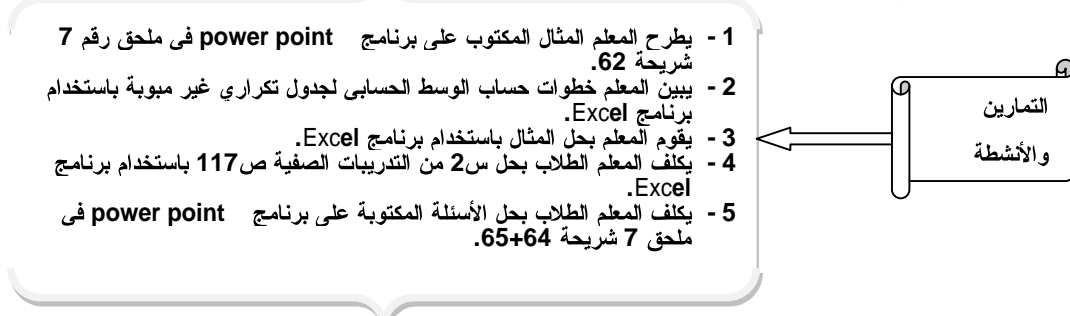 1 - يطرح المعلم المثال المكتوب على برنامج power point فى ملحق رقم 7
شريحة 62.
2 - يبين المعلم خطوات حساب الوسط الحسابى لجدول تكراري غير مبوبة باستخدام
برنامج Excel.
3 - يقوم المعلم بحل المثال باستخدام برنامج Excel.
4 - يكلف المعلم الطلاب بحل س2 من التدريبات الصفية ص117 باستخدام برنامج
Excel.
5 - يكلف المعلم الطلاب بحل الأسئلة المكتوبة على برنامج power point فى
ملحق 7 شريحة 64+65.
التمارين
والأنشطة